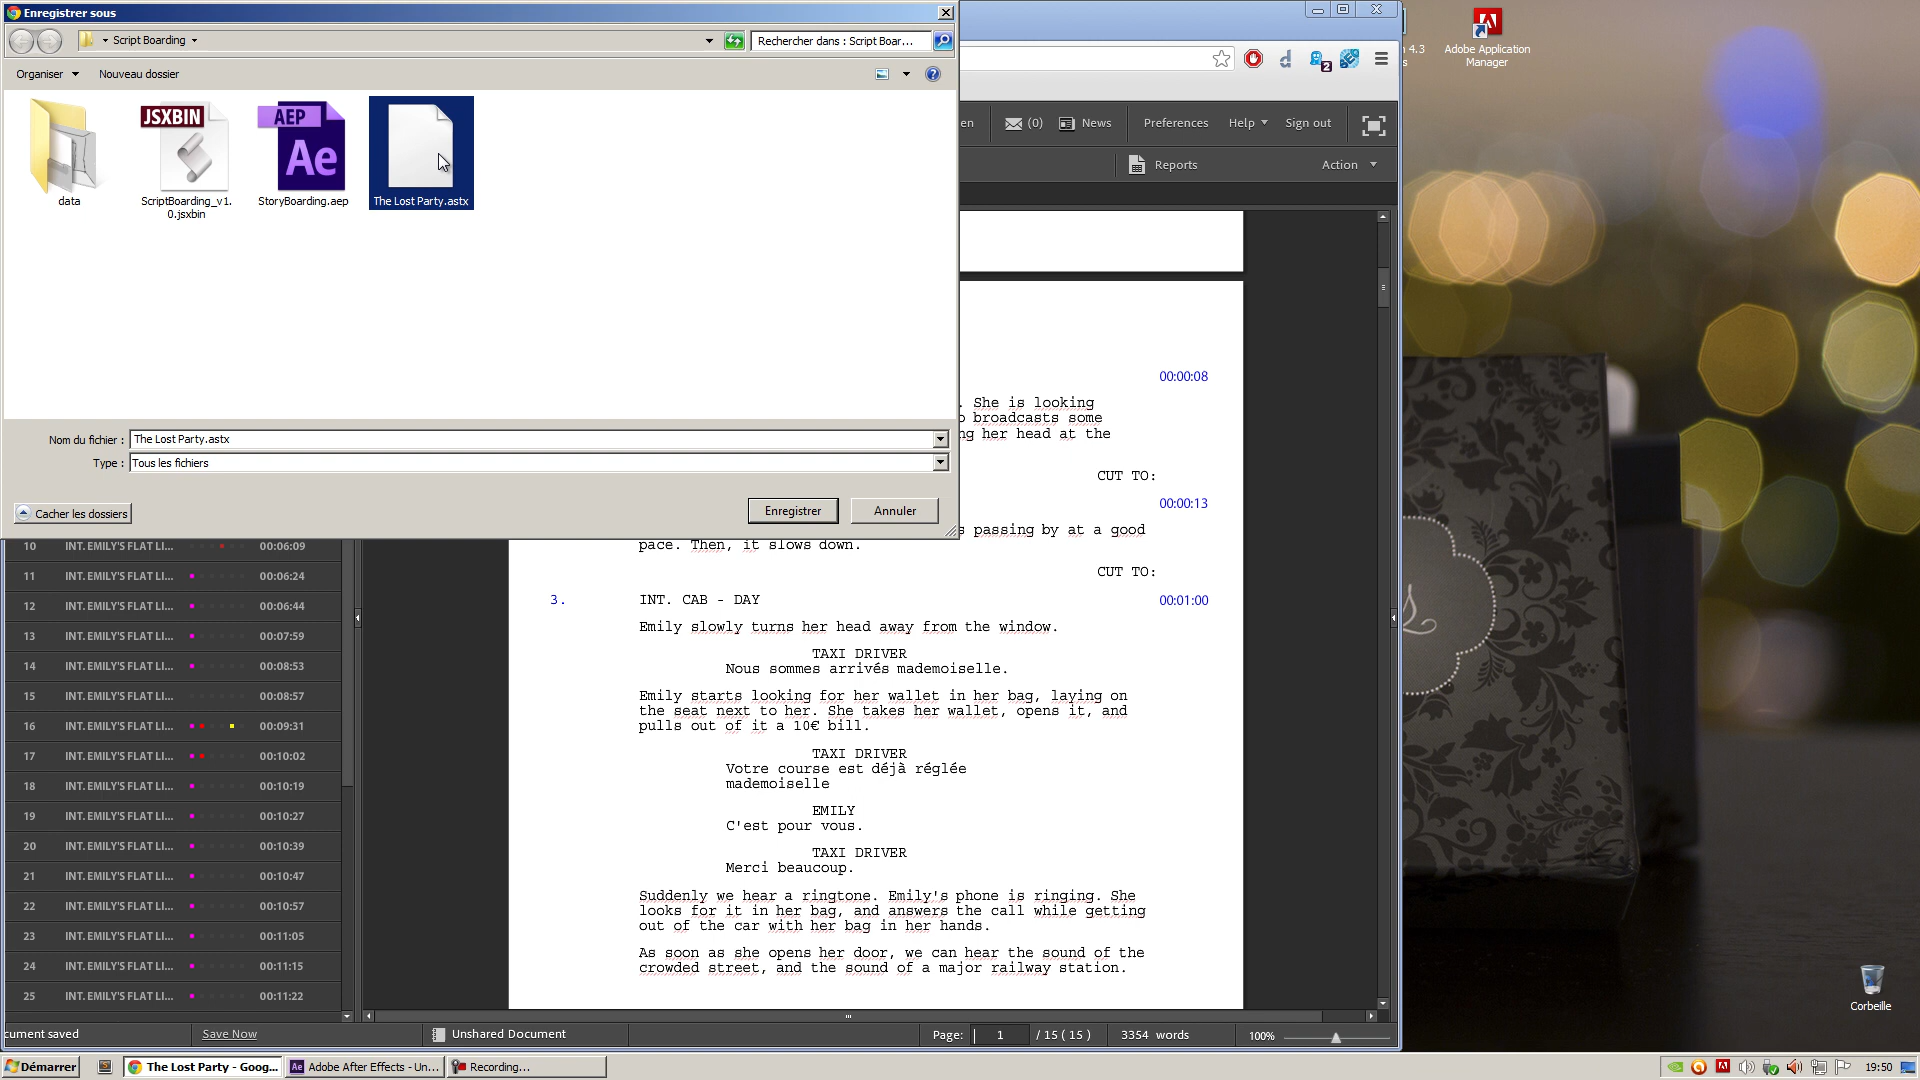 Enregistrer sous
Script Boarding
Rechercher dans : Script Boar...
Organiser
Nouveau dossier
JSXBIN
AEP
Ae
data
ScriptBoarding_v1.
0.jsxbin
StoryBoarding.aep
The Lost Party.astx
Nom du fichier :
The Lost Party.astx
Type :
Tous les fichiers
Cacher les dossiers
Enregistrer
Annuler
2
4.3
s
Adobe Application
Manager
en
(0)
News
Preferences
Help
Sign out
Reports
Action
00:00:08
. She is looking
o broadcasts some
ng her head at the
CUT TO:
00:00:13
s passing by at a good
pace. Then, it slows down.
CUT TO:
3.
INT. CAB - DAY
00:01:00
Emily slowly turns her head away from the window.
TAXI DRIVER
Nous sommes arrivés mademoiselle.
Emily starts looking for her wallet in her bag, laying on
the seat next to her. She takes her wallet, opens it, and
pulls out of it a 10€ bill.
TAXI DRIVER
Votre course est déjà réglée
mademoiselle
EMILY
C'est pour vous.
TAXI DRIVER
Merci beaucoup.
Suddenly we hear a ringtone. Emily's phone is ringing. She
looks for it in her bag, and answers the call while getting
out of the car with her bag in her hands.
As soon as she opens her door, we can hear the sound of the
crowded street, and the sound of a major railway station.
10 INT. EMILY'S FLAT LI... 00:06:09
11 INT. EMILY'S FLAT LI... 00:06:24
12 INT. EMILY'S FLAT LI... 00:06:44
13 INT. EMILY'S FLAT LI... 00:07:59
14 INT. EMILY'S FLAT LI... 00:08:53
15 INT. EMILY'S FLAT LI... 00:08:57
16 INT. EMILY'S FLAT LI... 00:09:31
17 INT. EMILY'S FLAT LI... 00:10:02
18 INT. EMILY'S FLAT LI... 00:10:19
19 INT. EMILY'S FLAT LI... 00:10:27
20 INT. EMILY'S FLAT LI... 00:10:39
21 INT. EMILY'S FLAT LI... 00:10:47
22 INT. EMILY'S FLAT LI... 00:10:57
23 INT. EMILY'S FLAT LI... 00:11:05
24 INT. EMILY'S FLAT LI... 00:11:15
25 INT. EMILY'S FLAT LI... 00:11:22
cument saved
Save Now
Unshared Document
Page: 1 / 15 ( 15 )
3354 words
100%
Corbeille
Démarrer
The Lost Party - Goog...
Adobe After Effects - Un...
Recording...
19:50